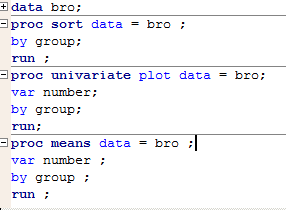 data bro;
proc sort data = bro ;
by group;
run ;
proc univariate plot data = bro;
var number;
by group;
run;
proc means data = bro ;
var number ;
by group ;
run ;